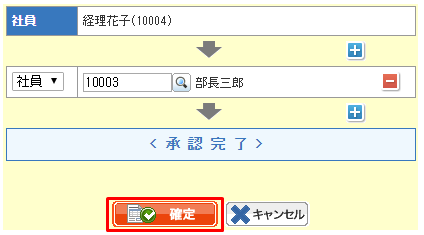 社員 経理花子(10004)
社員 10003 部長三郎
<承認完了>
確定 キャンセル